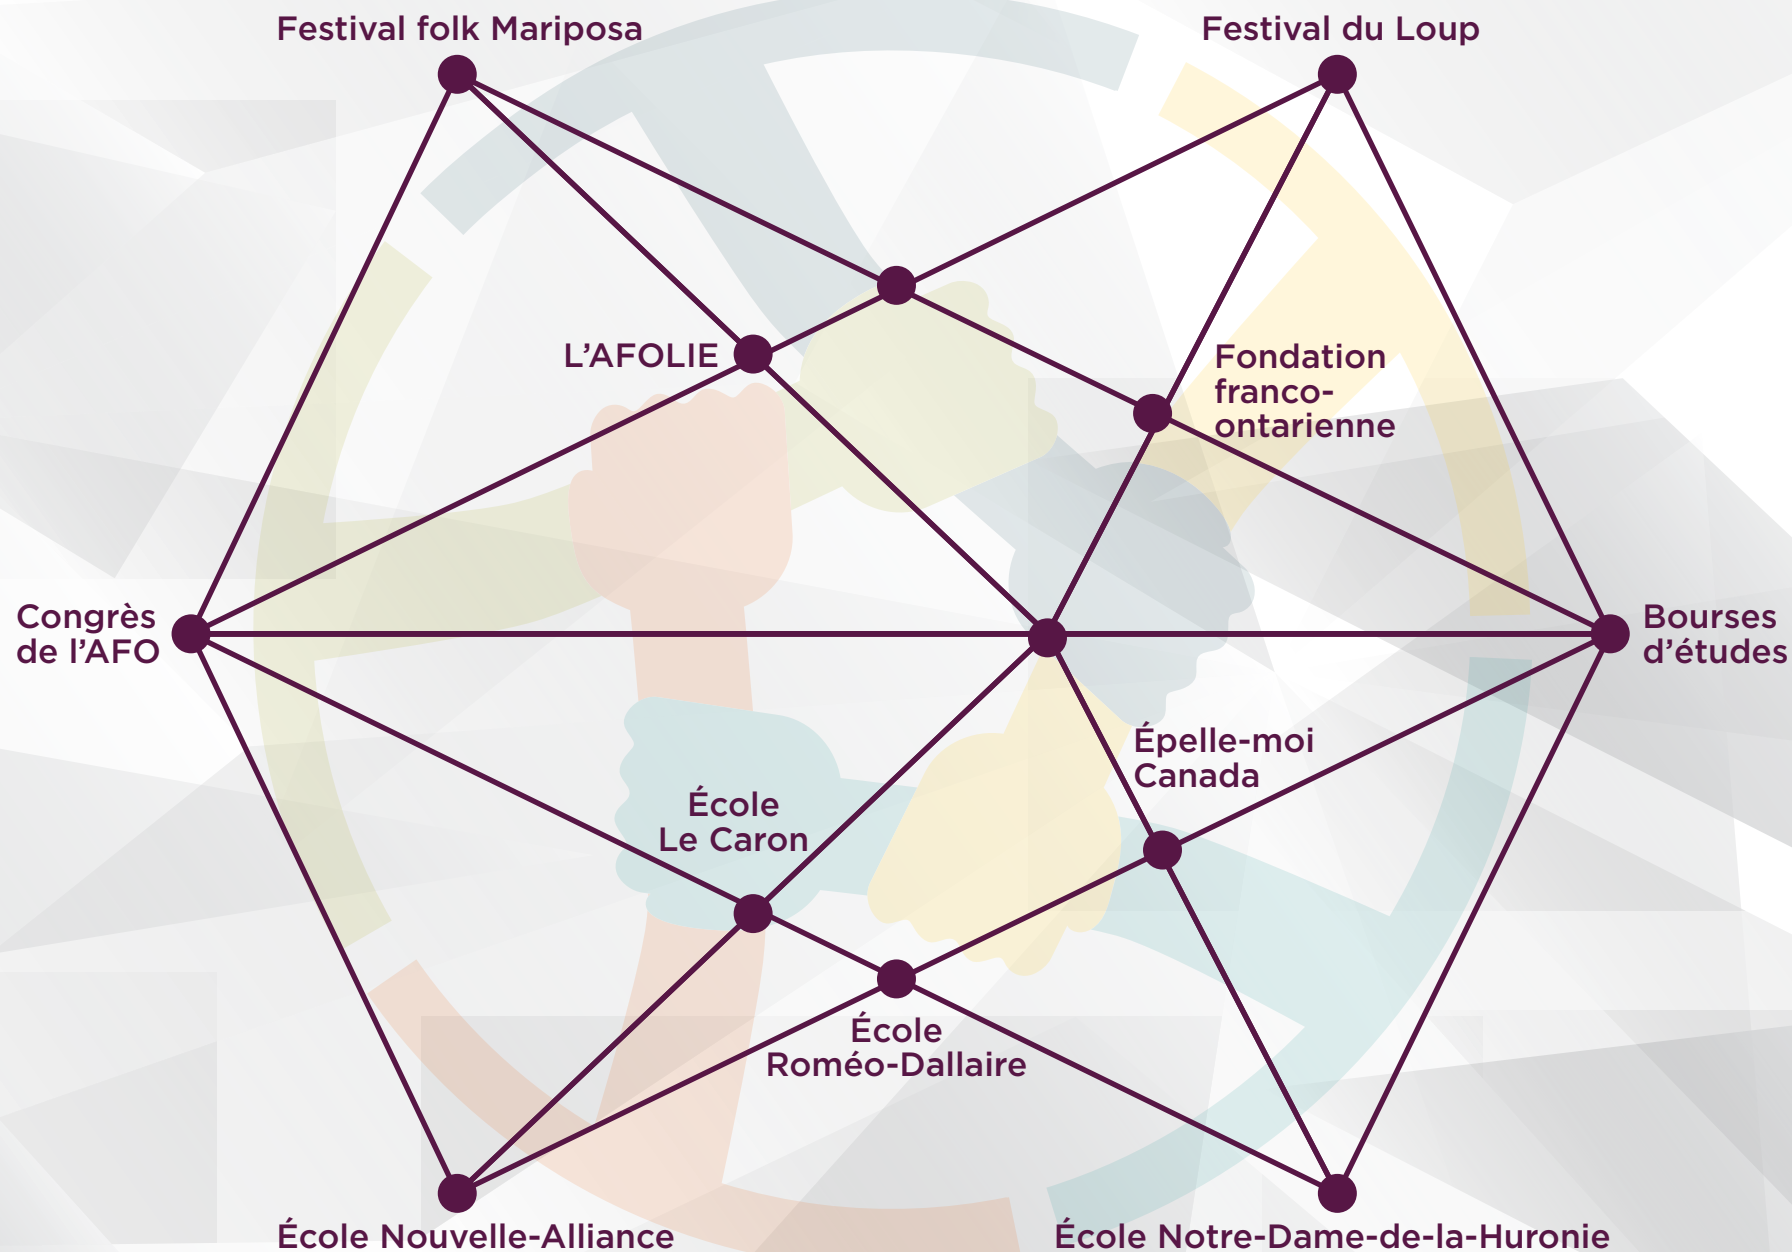 Festival folk Mariposa
Festival du Loup
L’AFOLIE
Fondation
franco-
ontarienne
Congrès
de l’AFO
Bourses
d’études
Épelle-moi
Canada
École
Le Caron
École
Roméo-Dallaire
École Nouvelle-Alliance
École Notre-Dame-de-la-Huronie